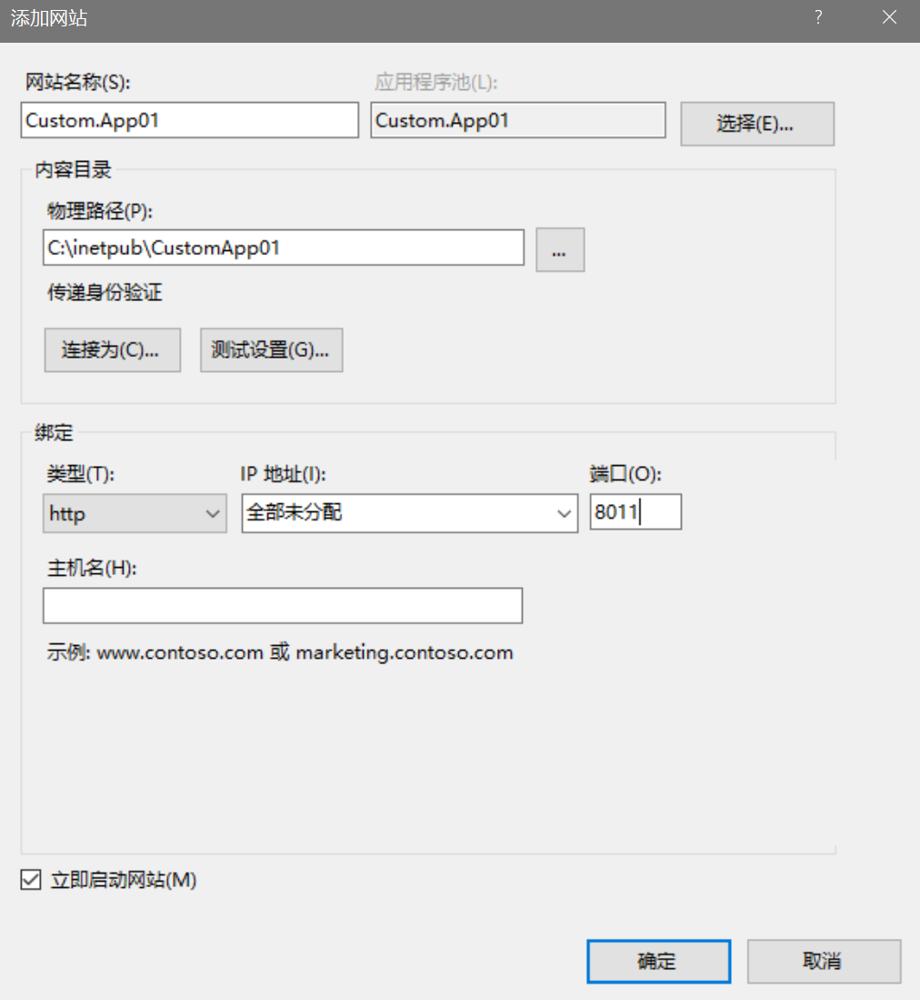 添加网站
?
网站名称(S):
应用程序池(L):
Custom.App01
Custom.App01
选择(E)...
内容目录
物理路径(P):
C:\inetpub\CustomApp01
...
传递身份验证
连接为(C)...
测试设置(G)...
绑定
类型(T):
IP 地址(I):
端口(O):
http
全部未分配
8011
主机名(H):
示例: www.contoso.com 或 marketing.contoso.com
立即启动网站(M)
确定
取消